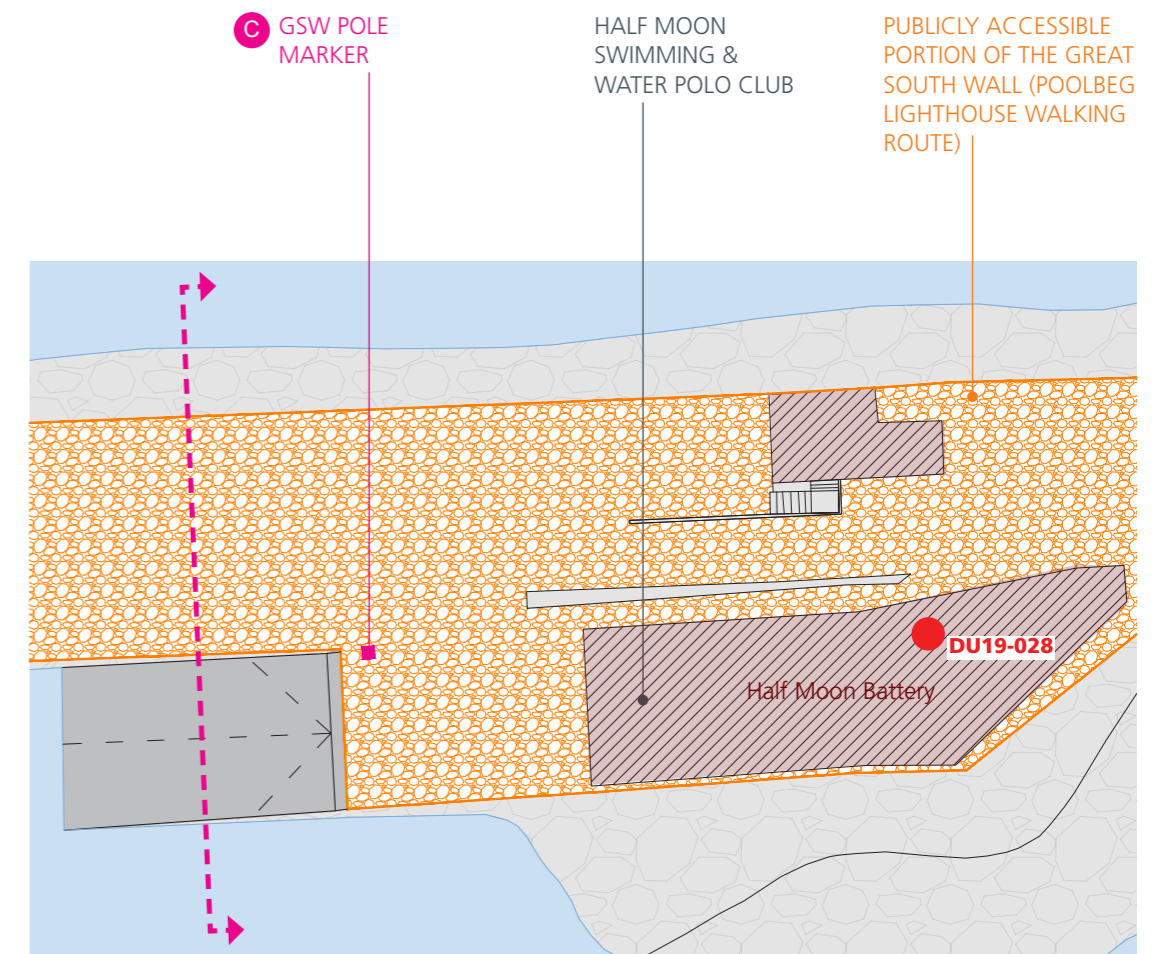 C GSW POLE
MARKER
HALF MOON
SWIMMING &
WATER POLO CLUB
PUBLICLY ACCESSIBLE
PORTION OF THE GREAT
SOUTH WALL (POOLBEG
LIGHTHOUSE WALKING
ROUTE)
DU19-028
Half Moon Battery